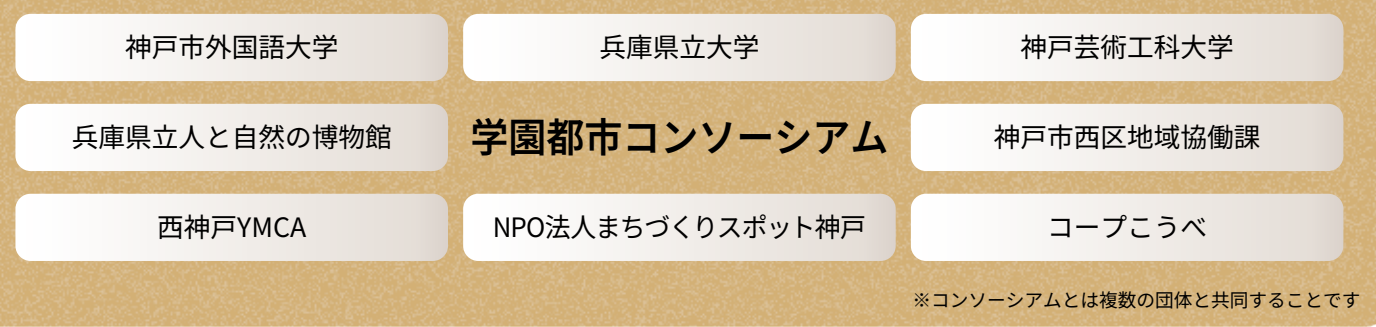 神戸市外国語大学
兵庫県立大学
神戸芸術工科大学
兵庫県立人と自然の博物館
学園都市コンソーシアム
神戸市西区地域協働課
西神戸YMCA
NPO法人まちづくりスポット神戸
コープこうべ
※コンソーシアムとは複数の団体と共同することです